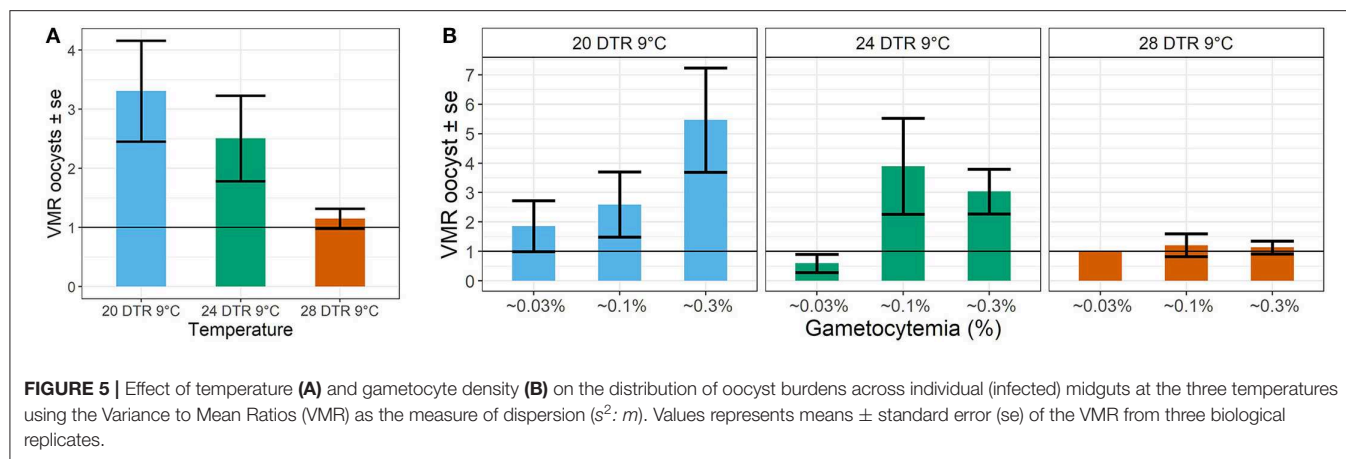 A
VMR oocysts ± se
4
3
2
1
0
20 DTR 9°C 24 DTR 9°C 28 DTR 9°C
Temperature
B
20 DTR 9°C 24 DTR 9°C 28 DTR 9°C
VMR oocyst ± se
7
6
5
4
3
2
1
0
~0.03% ~0.1% ~0.3% ~0.03% ~0.1% ~0.3% ~0.03% ~0.1% ~0.3%
Gametocytemia (%)
FIGURE 5 | Effect of temperature (A) and gametocyte density (B) on the distribution of oocyst burdens across individual (infected) midguts at the three temperatures
using the Variance to Mean Ratios (VMR) as the measure of dispersion (s²: m). Values represents means ± standard error (se) of the VMR from three biological
replicates.